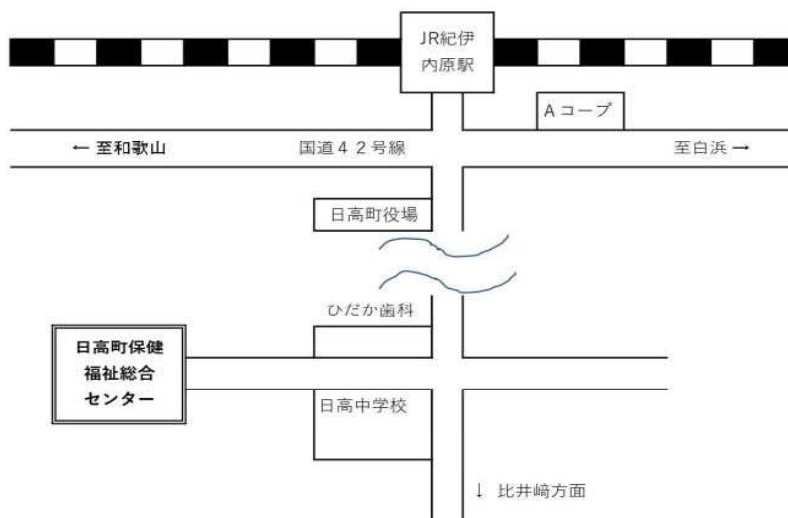 JR紀伊
内原駅
Aコープ
← 至和歌山
国道４２号線
至白浜 →
日高町役場
ひだか歯科
日高町保健
福祉総合
センター
日高中学校
↓ 比井﨑方面